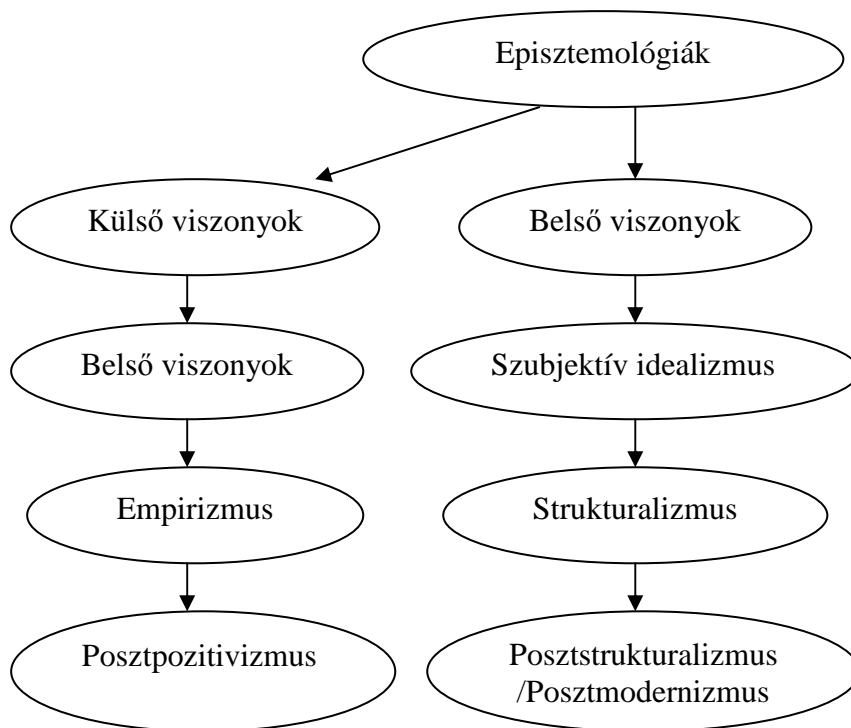 Episztemológiák
Külső viszonyok
Belső viszonyok
Belső viszonyok
Szubjektív idealizmus
Empirizmus
Strukturalizmus
Posztpozitivizmus
Posztstrukturalizmus
/Posztmodernizmus